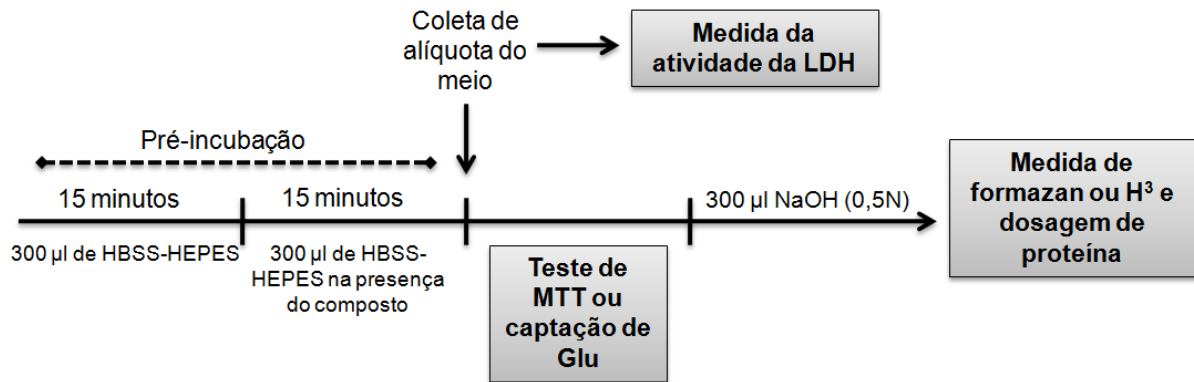 Coleta de
alíquota do
meio
Medida da
atividade da LDH
Pré-incubação
15 minutos
15 minutos
300 µl NaOH (0,5N)
300 µl de HBSS-HEPES
300 µl de HBSS-
HEPES na presença
do composto
Teste de
MTT ou
captação de
Glu
Medida de
formazan ou H³ e
dosagem de
proteína